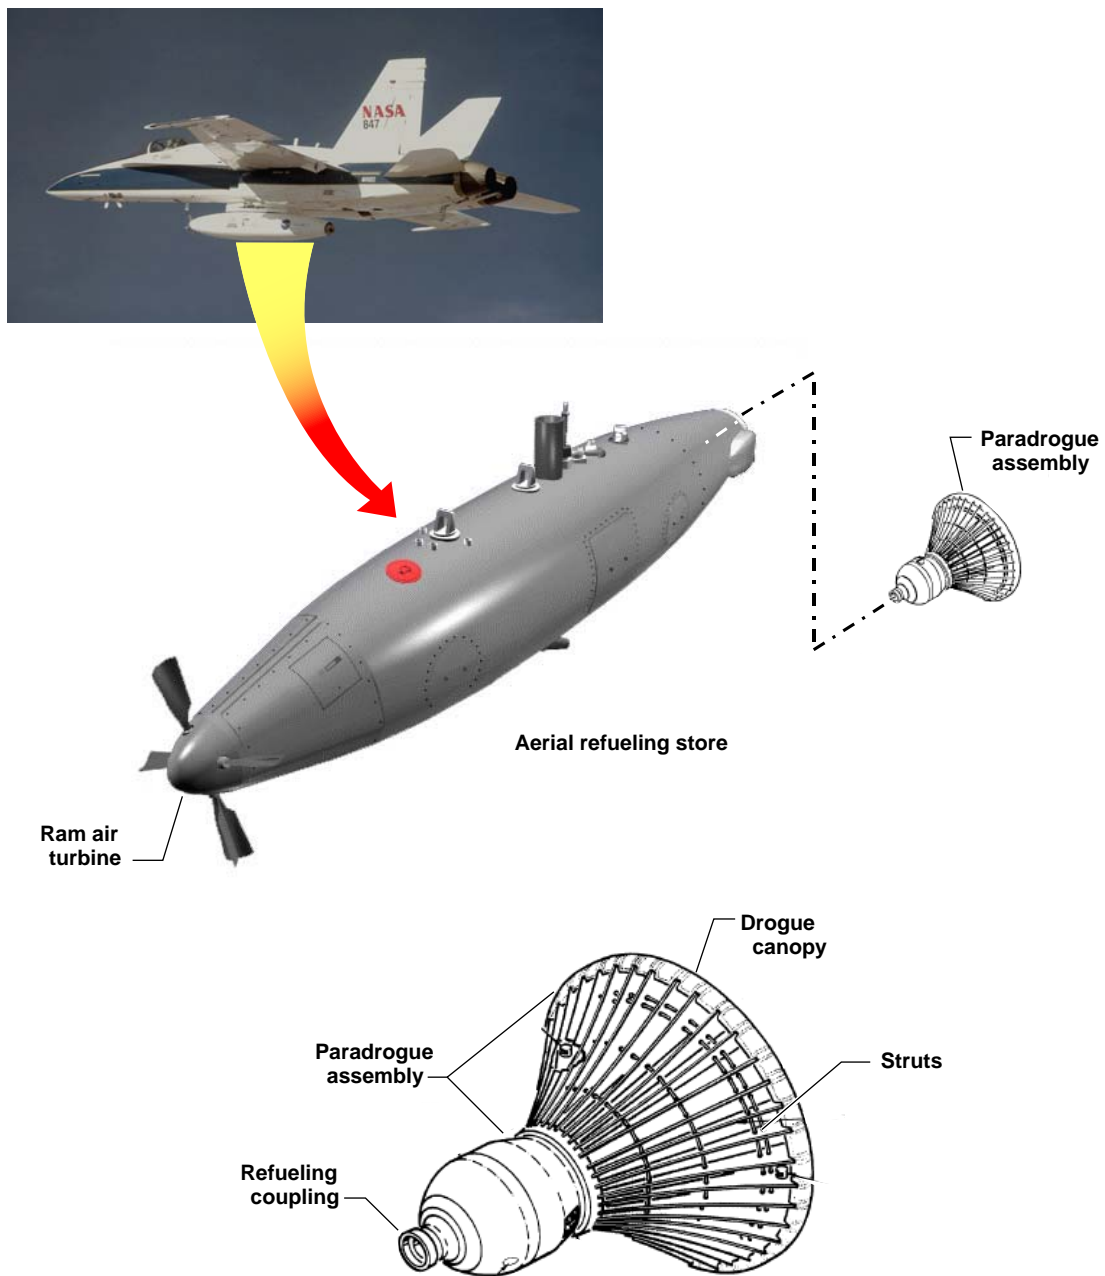 NASA
847
Paradrogue
assembly
Aerial refueling store
Ram air
turbine
Drogue
canopy
Paradrogue
assembly
Struts
Refueling
coupling